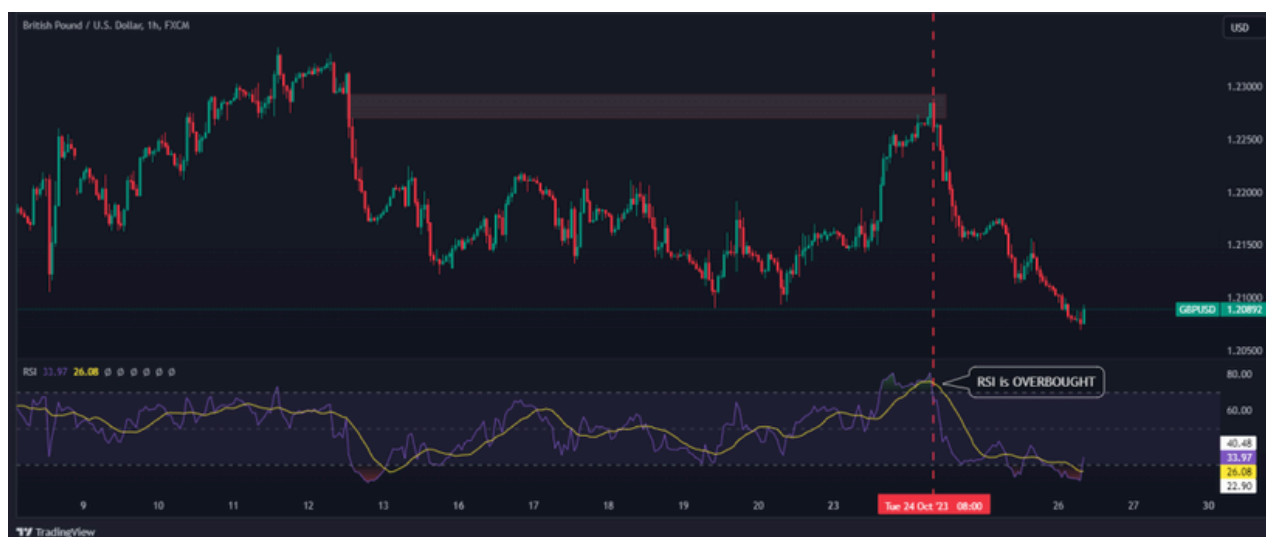 British Pound / U.S. Dollar, 1h, FXCM
USD
1.23000
1.22500
1.22000
1.21500
1.21000
GBPUSD 1.20892
1.20500
RSI 33.97 26.08 Ø Ø Ø Ø Ø Ø
80.00
RSI is OVERBOUGHT
60.00
40.48
33.97
26.08
22.90
9 10 11 12 13 16 17 18 19 20 23 Tue 24 Oct '23 08:00 26 27 30
TradingView